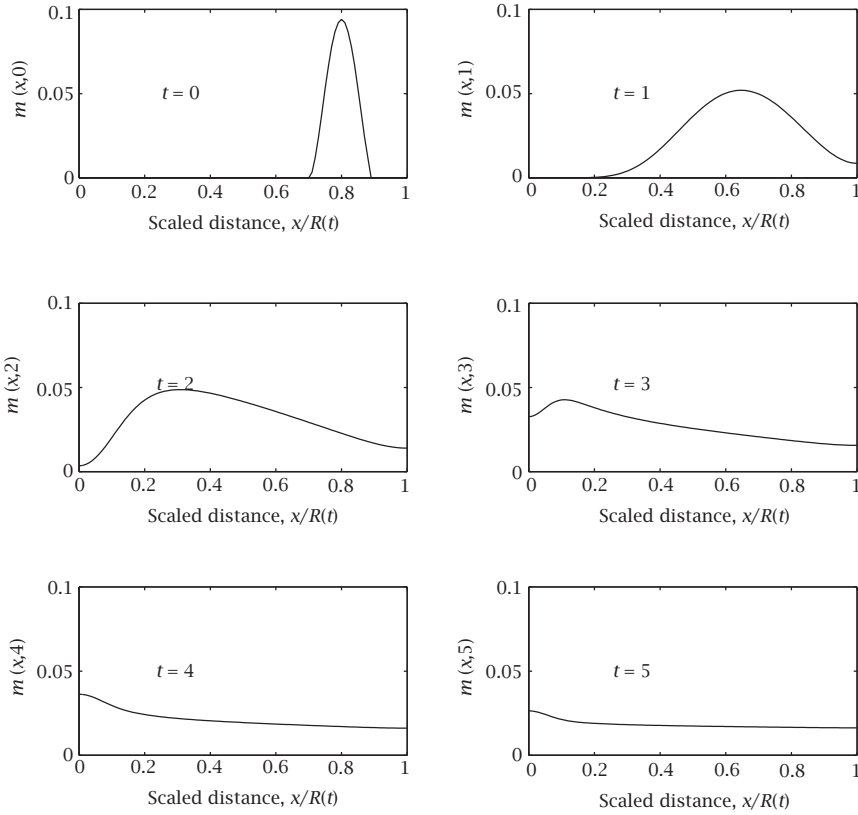 0.1
m (x,0)
t = 0
0.05
0
0 0.2 0.4 0.6 0.8 1
Scaled distance, x/R(t)
0.1
m (x,1)
t = 1
0.05
0
0 0.2 0.4 0.6 0.8 1
Scaled distance, x/R(t)
0.1
m (x,2)
t = 2
0.05
0
0 0.2 0.4 0.6 0.8 1
Scaled distance, x/R(t)
0.1
m (x,3)
t = 3
0.05
0
0 0.2 0.4 0.6 0.8 1
Scaled distance, x/R(t)
0.1
m (x,4)
t = 4
0.05
0
0 0.2 0.4 0.6 0.8 1
Scaled distance, x/R(t)
0.1
m (x,5)
t = 5
0.05
0
0 0.2 0.4 0.6 0.8 1
Scaled distance, x/R(t)